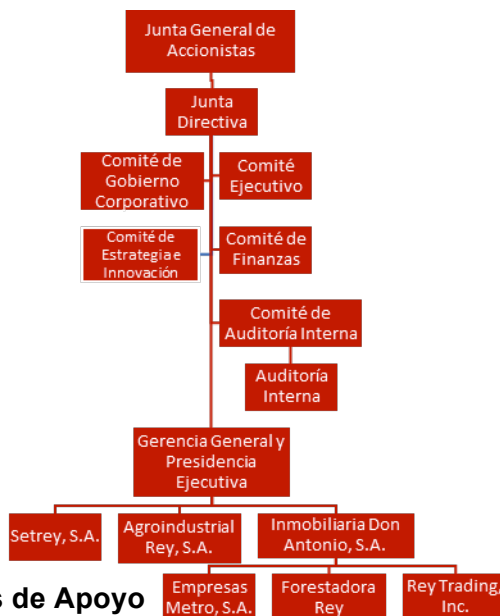 Junta General de
Accionistas
Junta
Directiva
Comité de
Gobierno
Corporativo
Comité
Ejecutivo
Comité de
Estrategia e
Innovación
Comité de
Finanzas
Comité de
Auditoría Interna
Auditoría
Interna
Gerencia General y
Presidencia
Ejecutiva
Setrey, S.A.
Agroindustrial
Rey, S.A.
Inmobiliaria Don
Antonio, S.A.
s de Apoyo
Empresas
Metro, S.A.
Forestadora
Rey
Rey Trading,
Inc.